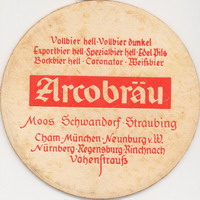 Vollbier hell · Vollbier dunkel
Exportbier hell · Spezialbier hell · Edel Pils
Bockbier hell · Coronator · Weißbier
Arcobräu
Moos Schwandorf Straubing
Cham · München · Neunburg v. W.
Nürnberg · Regensburg · Rinchnach
Vohenstrauß